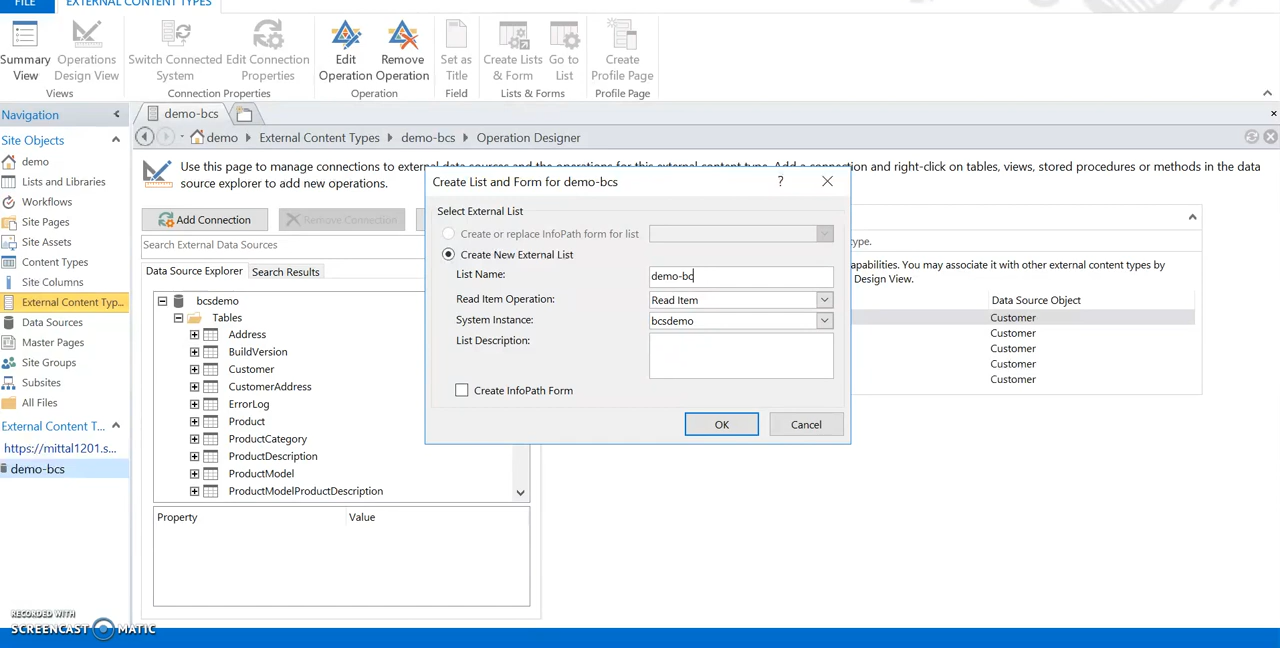 FILE
EXTERNAL CONTENT TYPES
Summary View
Operations Design View
Views
Switch Connected System
Edit Connection Properties
Connection Properties
Edit Operation
Remove Operation
Operation
Set as Title
Field
Create Lists & Form
Go to List
Lists & Forms
Create Profile Page
Profile Page
Navigation
Site Objects
demo
Lists and Libraries
Workflows
Site Pages
Site Assets
Content Types
Site Columns
External Content Typ...
Data Sources
Master Pages
Site Groups
Subsites
All Files
External Content T...
https://mittal1201.s...
demo-bcs
demo-bcs
demo External Content Types demo-bcs Operation Designer
Use this page to manage connections to external data sources and the operations for this external content type. Add a connection and right-click on tables, views, stored procedures or methods in the data
source explorer to add new operations.
Add Connection
Remove Connection
Search External Data Sources
Data Source Explorer
Search Results
bcsdemo
Tables
Address
BuildVersion
Customer
CustomerAddress
ErrorLog
Product
ProductCategory
ProductDescription
ProductModel
ProductModelProductDescription
Property
Value
Create List and Form for demo-bcs
?
Select External List
Create or replace InfoPath form for list
Create New External List
List Name:
demo-bc
Read Item Operation:
Read Item
System Instance:
bcsdemo
List Description:
Create InfoPath Form
OK
Cancel
type.
capabilities. You may associate it with other external content types by
Design View.
Data Source Object
Customer
Customer
Customer
Customer
Customer
RECORDED WITH
SCREENCAST MATIC